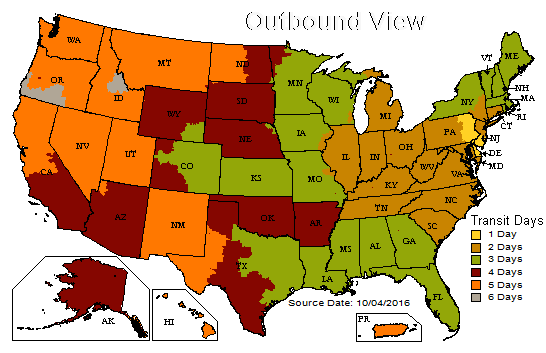 Outbound View
WA
MT
ND
MN
VT
ME
OR
ID
SD
WI
NY
NH
MA
WY
MI
RI
CT
NE
IA
PA
NJ
NV
UT
CO
IL
IN
OH
DE
MD
CA
KS
MO
WV
VA
KY
AZ
NM
OK
AR
TN
NC
SC
TX
MS
AL
GA
LA
FL
AK
HI
PR
Transit Days
1 Day
2 Days
3 Days
4 Days
5 Days
6 Days
Source Date: 10/04/2016